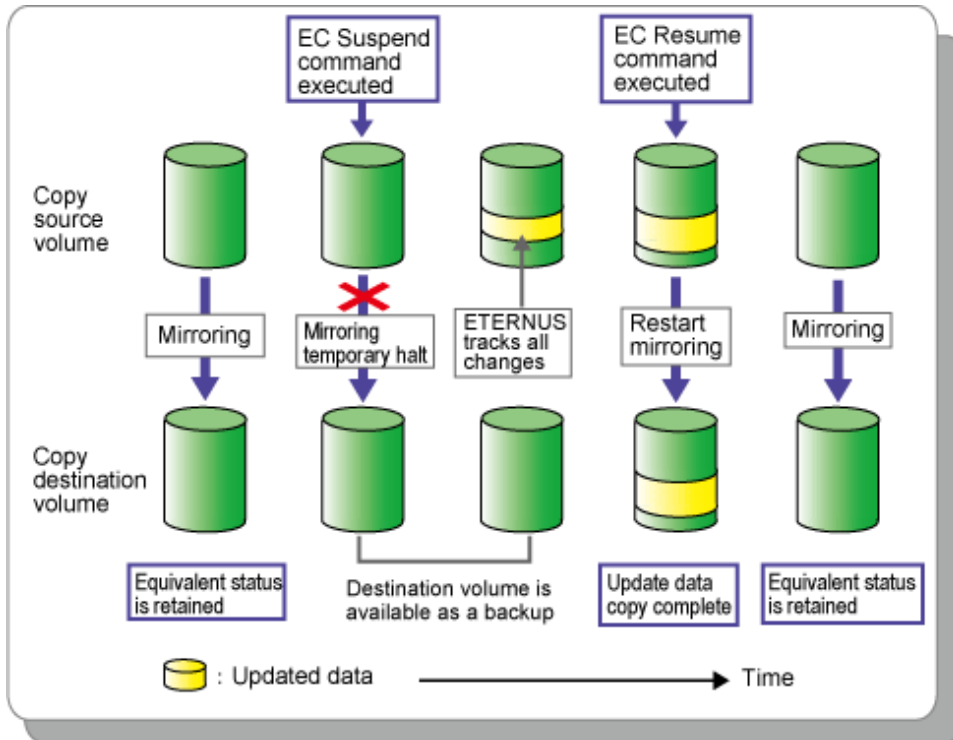 EC Suspend
command
executed
EC Resume
command
executed
Copy
source
volume
Mirroring
Mirroring
temporary halt
ETERNUS
tracks all
changes
Restart
mirroring
Mirroring
Copy
destination
volume
Equivalent status
is retained
Destination volume is
available as a backup
Update data
copy complete
Equivalent status
is retained
: Updated data
Time